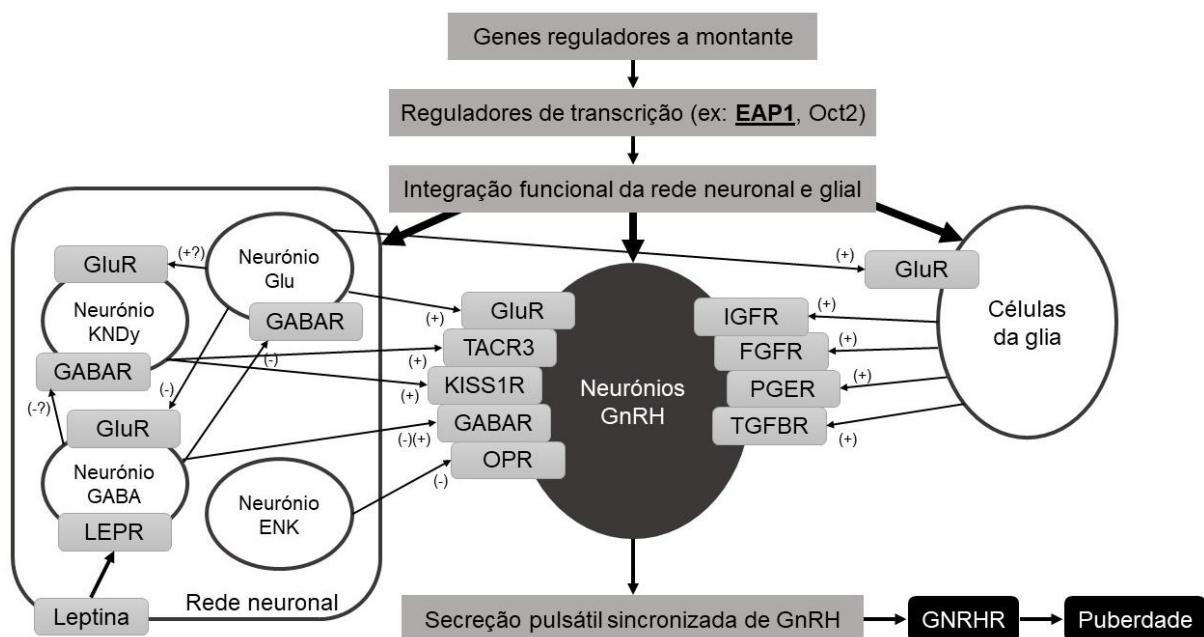 Genes reguladores a montante
Reguladores de transcrição (ex: EAP1, Oct2)
Integração funcional da rede neuronal e glial
GluR
(+?)
Neurónio
Glu
Neurónio
KNDy
GABAR
GABAR
(-)
(-)
(-?)
GluR
Neurónio
GABA
LEPR
Neurónio
ENK
Leptina
Rede neuronal
GluR
(+)
TACR3
(+)
KISS1R
(+)
GABAR
(-)(+)
OPR
(-)
Neurónios
GnRH
IGFR
(+)
FGFR
(+)
PGER
(+)
TGFBR
(+)
(+)
GluR
Células
da glia
Secreção pulsátil sincronizada de GnRH
GNRHR
Puberdade